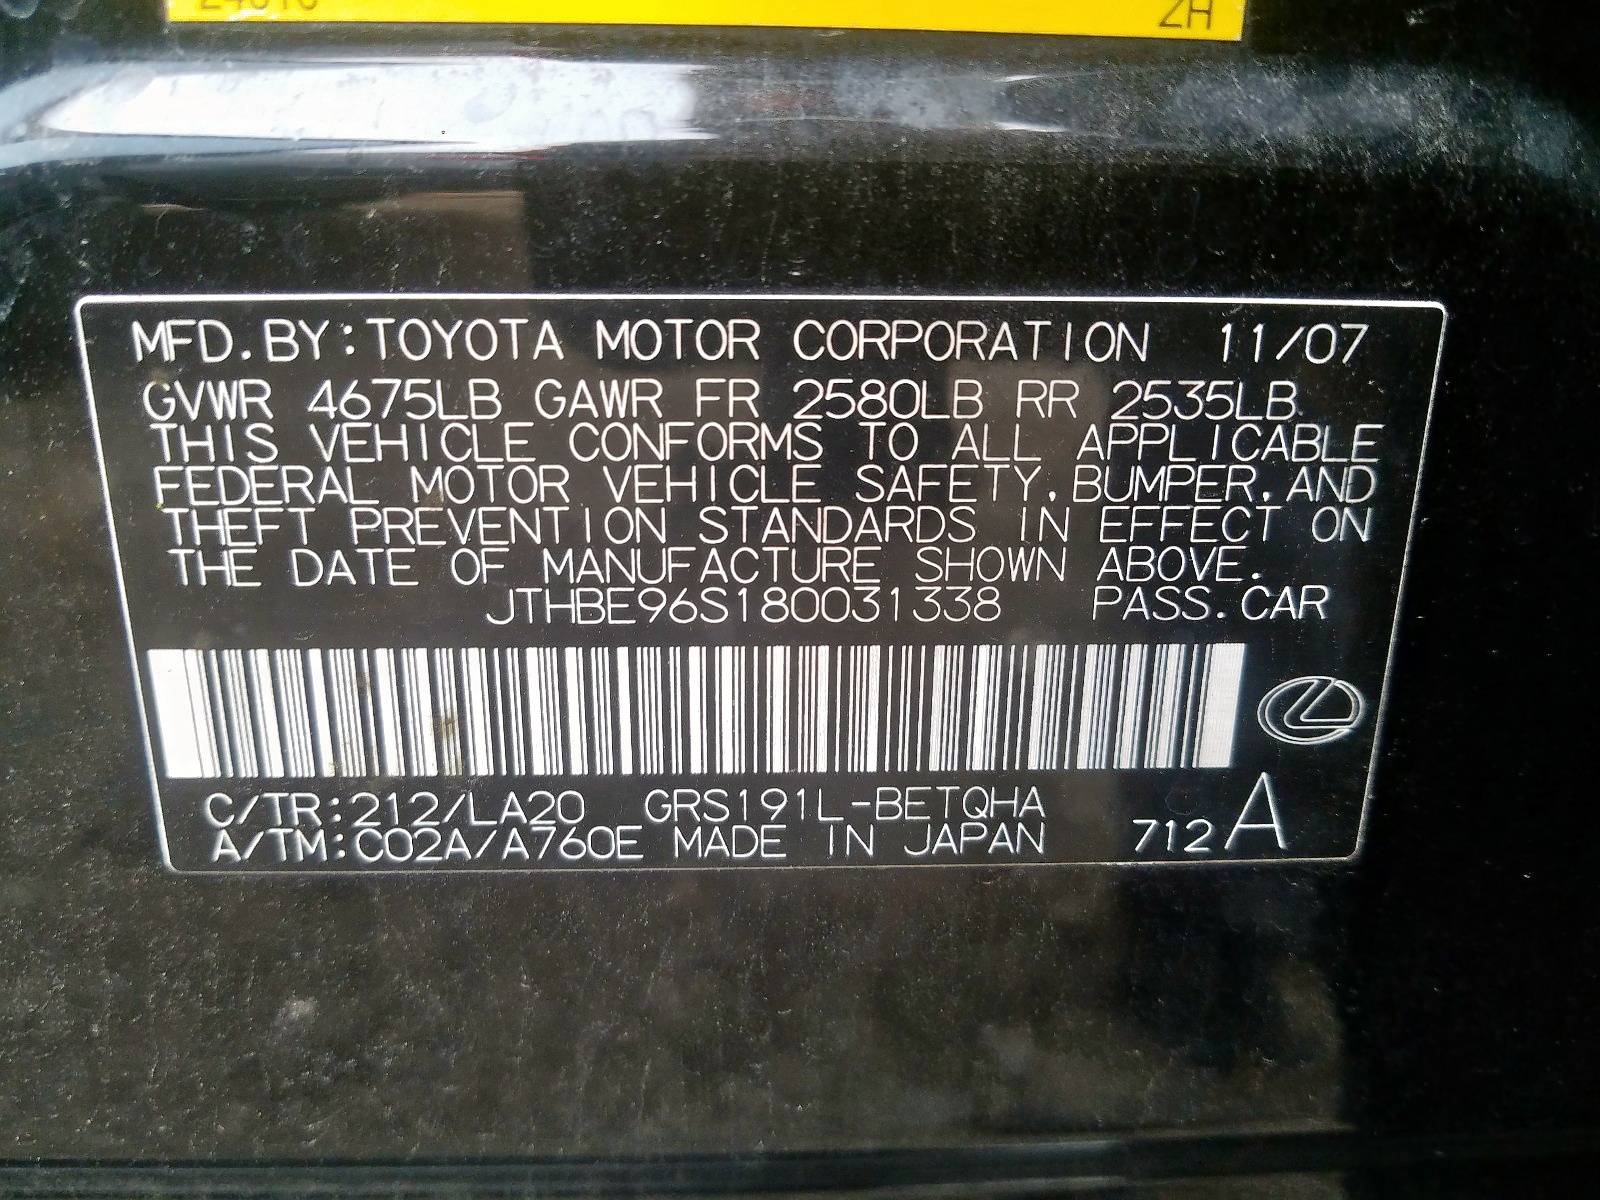 2H
MFD.BY:TOYOTA MOTOR CORPORATION 11/07
GVWR 4675LB GAWR FR 2580LB RR 2535LB
THIS VEHICLE CONFORMS TO ALL APPLICABLE
FEDERAL MOTOR VEHICLE SAFETY,BUMPER,AND
THEFT PREVENTION STANDARDS IN EFFECT ON
THE DATE OF MANUFACTURE SHOWN ABOVE.
JTHBE96S180031338 PASS.CAR
C/TR:212/LA20 GRS191L-BETQHA
A/TM:C02A/A760E MADE IN JAPAN 712A